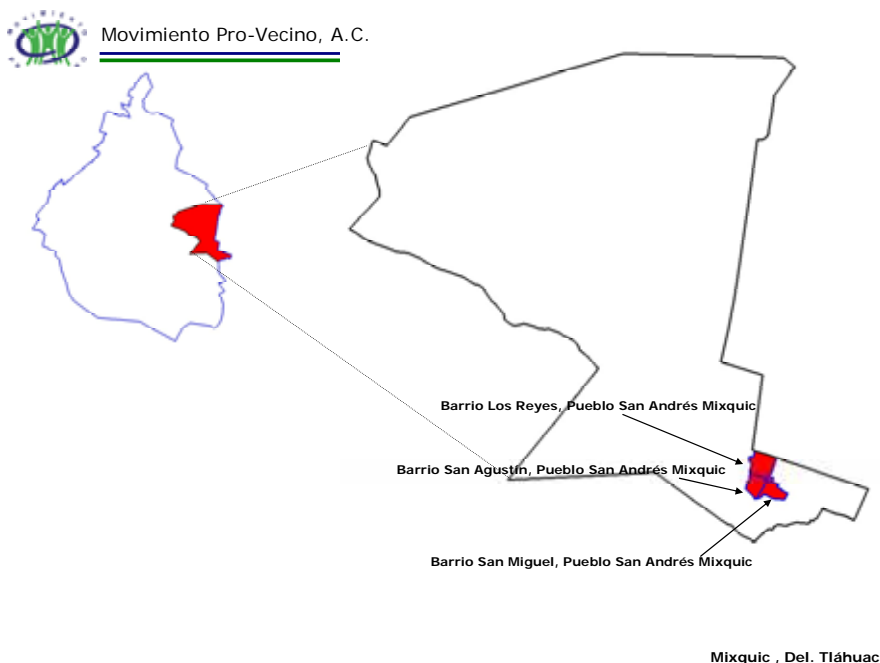 Movimiento Pro-Vecino, A.C.
Barrio Los Reyes, Pueblo San Andrés Mixquic
Barrio San Agustín, Pueblo San Andrés Mixquic
Barrio San Miguel, Pueblo San Andrés Mixquic
Mixquic , Del. Tláhuac